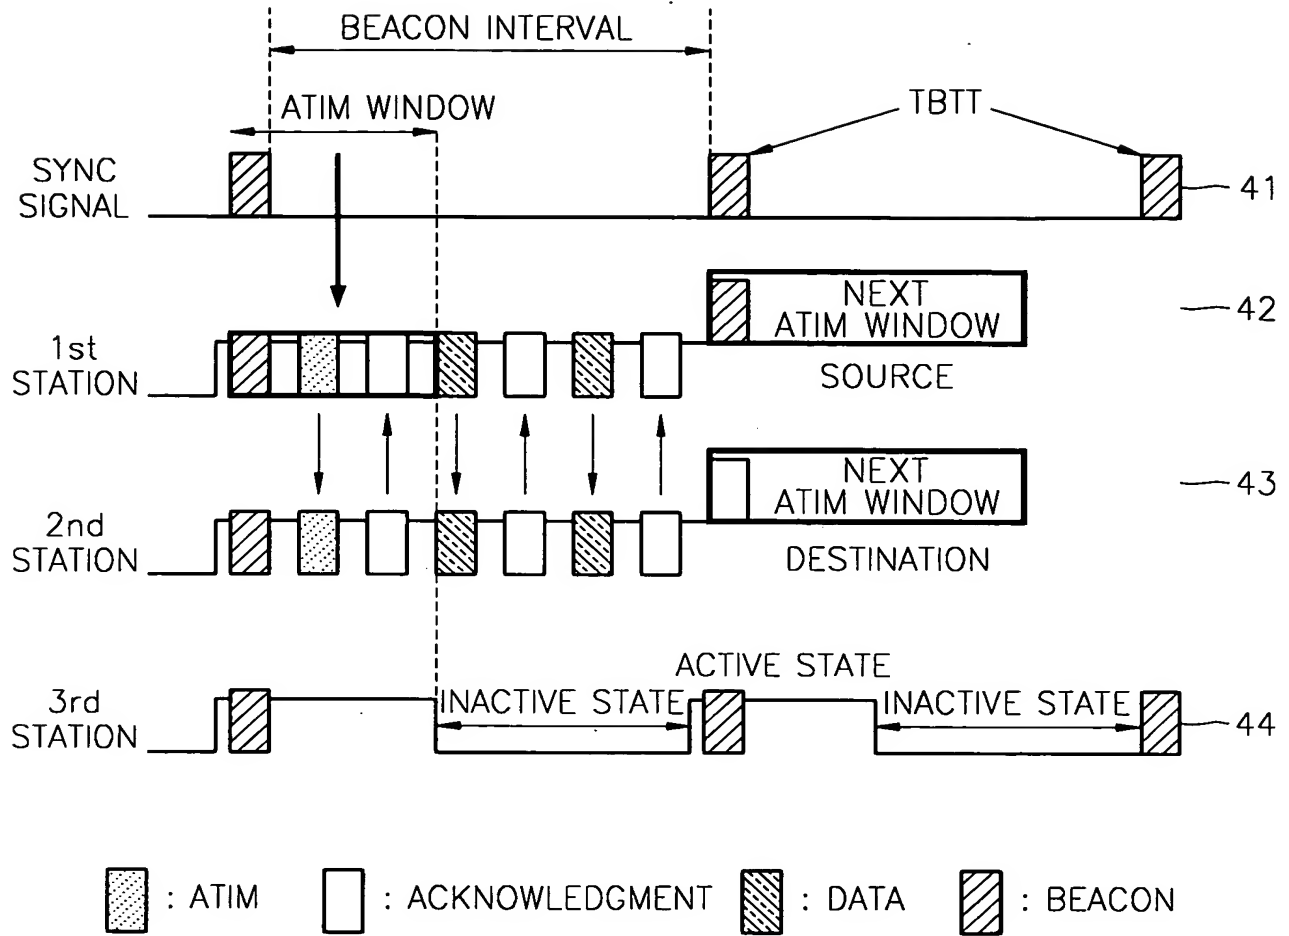 BEACON INTERVAL
ATIM WINDOW
TBTT
SYNC
SIGNAL
41
NEXT
ATIM WINDOW
42
1st
STATION
SOURCE
NEXT
ATIM WINDOW
43
2nd
STATION
DESTINATION
ACTIVE STATE
3rd
STATION
INACTIVE STATE
INACTIVE STATE
44
: ATIM
: ACKNOWLEDGMENT
: DATA
: BEACON